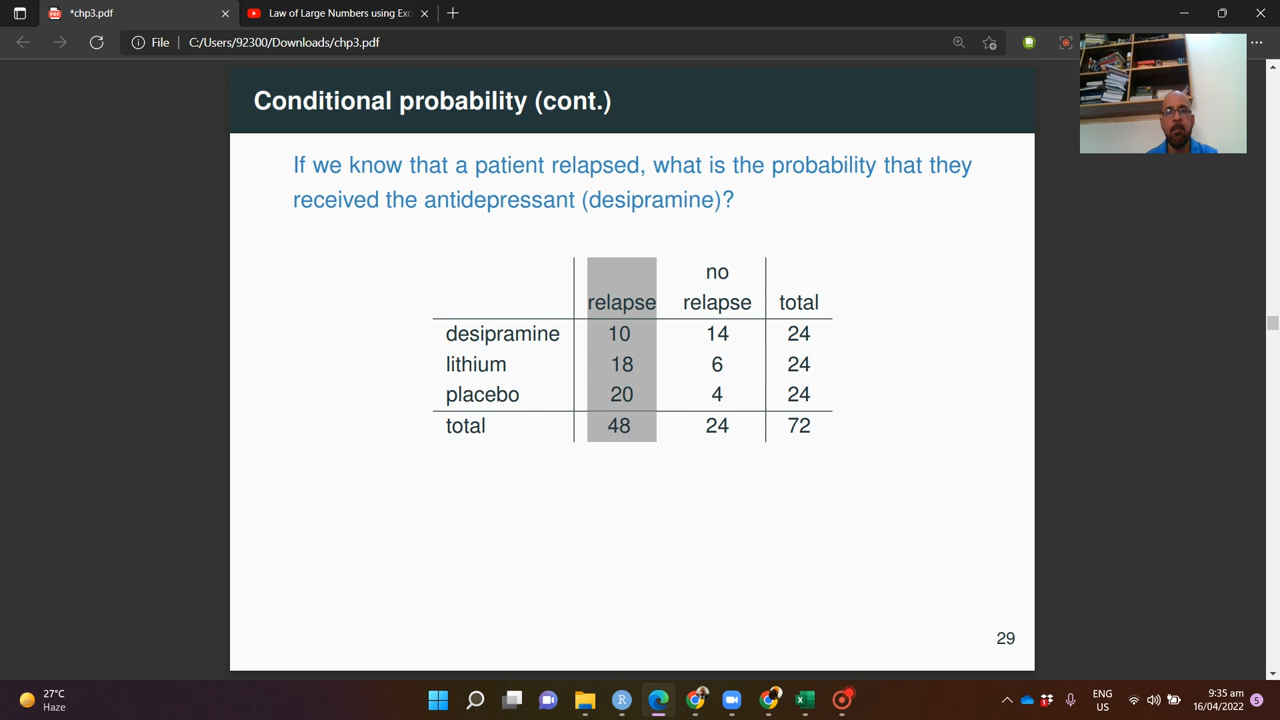 *chp3.pdf
Law of Large Numbers using Exc
File
C:/Users/92300/Downloads/chp3.pdf
Conditional probability (cont.)
If we know that a patient relapsed, what is the probability that they
received the antidepressant (desipramine)?
no
relapse relapse total
desipramine 10 14 24
lithium 18 6 24
placebo 20 4 24
total 48 24 72
29
27°C
Haze
ENG
US
9:35 am
16/04/2022
5